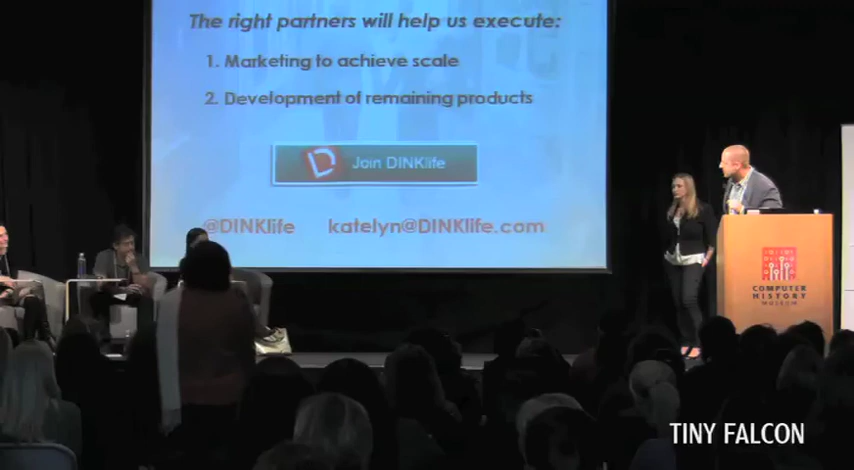 The right partners will help us execute:
1. Marketing to achieve scale
2. Development of remaining products
D Join DINKlife
@DINKlife katelyn@DINKlife.com
COMPUTER
HISTORY
MUSEUM
TINY FALCON